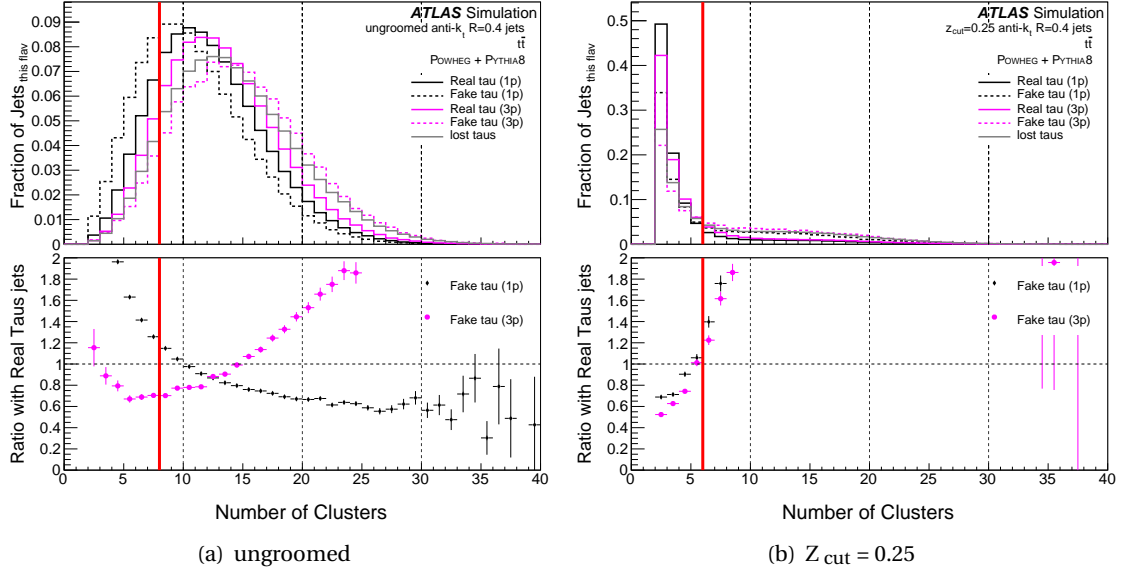 ATLAS Simulation
ungroomed anti-kt R=0.4 jets
tt̄
POWHEG + PYTHIA8
Real tau (1p)
Fake tau (1p)
Real tau (3p)
Fake tau (3p)
lost taus
Fraction of Jets this flav
0.09
0.08
0.07
0.06
0.05
0.04
0.03
0.02
0.01
0
Fake tau (1p)
Fake tau (3p)
Ratio with Real Taus jets
2
1.8
1.6
1.4
1.2
1
0.8
0.6
0.4
0.2
0
0 5 10 15 20 25 30 35 40
Number of Clusters
(a) ungroomed
ATLAS Simulation
zcut=0.25 anti-kt R=0.4 jets
tt̄
POWHEG + PYTHIA8
Real tau (1p)
Fake tau (1p)
Real tau (3p)
Fake tau (3p)
lost taus
Fraction of Jets this flav
0.5
0.4
0.3
0.2
0.1
0
Fake tau (1p)
Fake tau (3p)
Ratio with Real Taus jets
2
1.8
1.6
1.4
1.2
1
0.8
0.6
0.4
0.2
0
0 5 10 15 20 25 30 35 40
Number of Clusters
(b) Z cut = 0.25